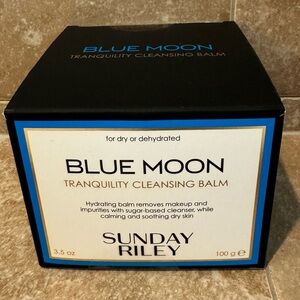 BLUE MOON
TRANQUILITY CLEANSING BALM
for dry or dehydrated
BLUE MOON
TRANQUILITY CLEANSING BALM
Hydrating balm removes makeup and
impurities with sugar-based cleanser, while
calming and soothing dry skin
SUNDAY
RILEY
3.5 oz
100 g ℮